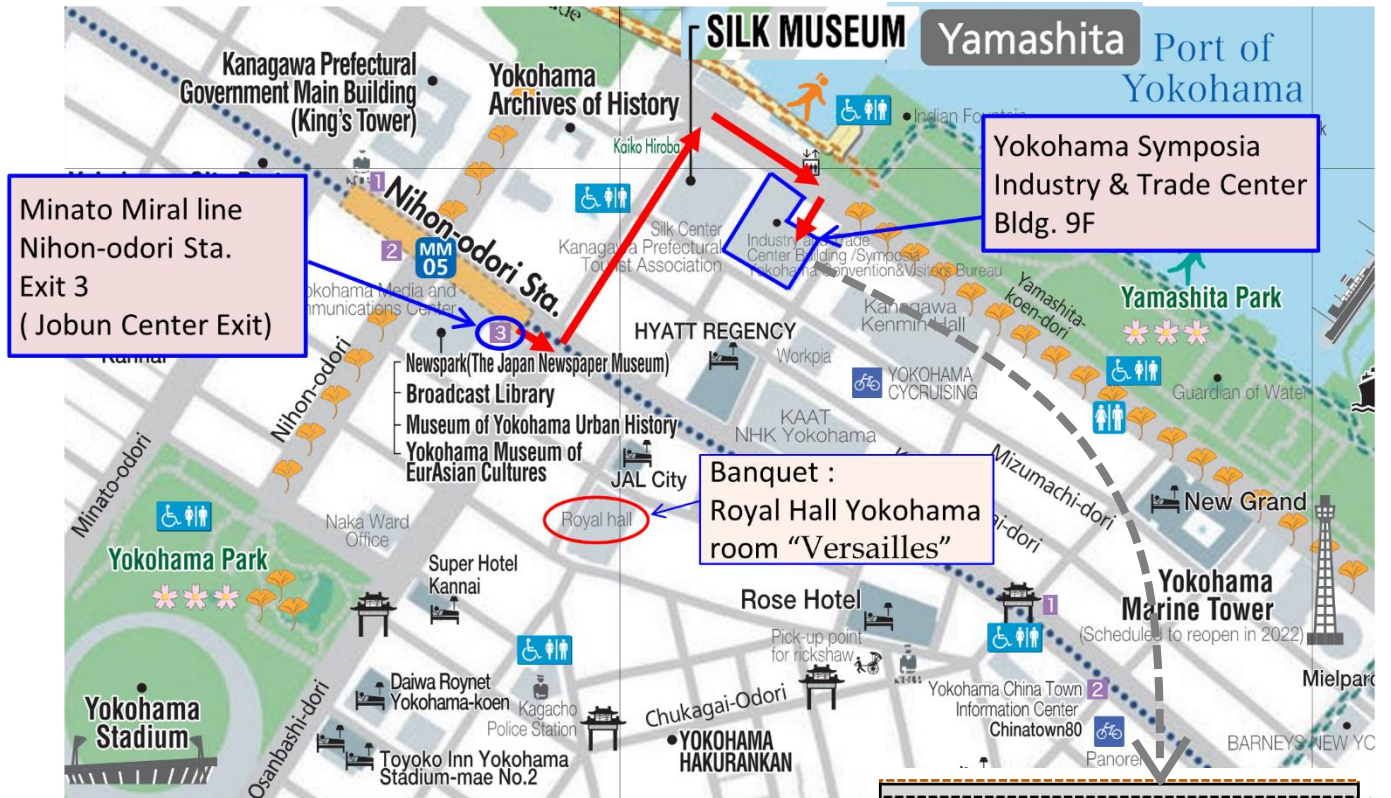 SILK MUSEUM
Yamashita
Port of
Yokohama
Kanagawa Prefectural
Government Main Building
(King's Tower)
Yokohama
Archives of History
Kaiko Hiroba
Indian Fountain
Yokohama Symposia
Industry & Trade Center
Bldg. 9F
Minato Miral line
Nihon-odori Sta.
Exit 3
( Jobun Center Exit)
1
2
MM
05
Nihon-odori Sta.
3
Silk Center
Kanagawa Prefectural
Tourist Association
Industry and Trade
Center Building /Symposia
Yokohama Convention&Visitors Bureau
Yamashita-
koen-dori
Yamashita Park
Kanagawa
Kenmin Hall
HYATT REGENCY
Workpia
YOKOHAMA
CYCRUISING
Guardian of Water
Kannai
Nihon-odori
Newspark(The Japan Newspaper Museum)
Broadcast Library
Museum of Yokohama Urban History
Yokohama Museum of
EurAsian Cultures
KAAT
NHK Yokohama
JAL City
Royal hall
Banquet :
Royal Hall Yokohama
room “Versailles”
Mizumachi-dori
New Grand
Minato-odori
Naka Ward
Office
Yokohama Park
Super Hotel
Kannai
Rose Hotel
1
Yokohama
Marine Tower
(Scheduled to reopen in 2022)
Pick-up point
for rickshaw
Yokohama
Stadium
Osanbashi-dori
Daiwa Roynet
Yokohama-koen
Kagacho
Police Station
Chukagai-Odori
Yokohama China Town
Information Center
2
Chinatown80
Toyoko Inn Yokohama
Stadium-mae No.2
YOKOHAMA
HAKURANKAN
BARNEYS NEW YO